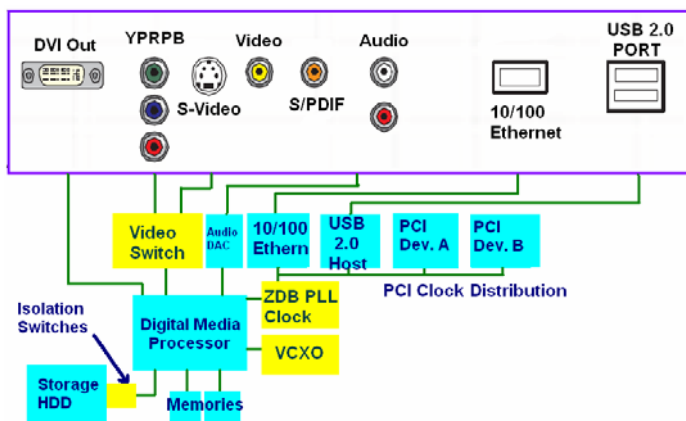 DVI Out
YPRPB
S-Video
Video
S/PDIF
Audio
10/100
Ethernet
USB 2.0
PORT
Video
Switch
Audio
DAC
10/100
Ethern
USB
2.0
Host
PCI
Dev. A
PCI
Dev. B
PCI Clock Distribution
ZDB PLL
Clock
Isolation
Switches
Digital Media
Processor
VCXO
Storage
HDD
Memories